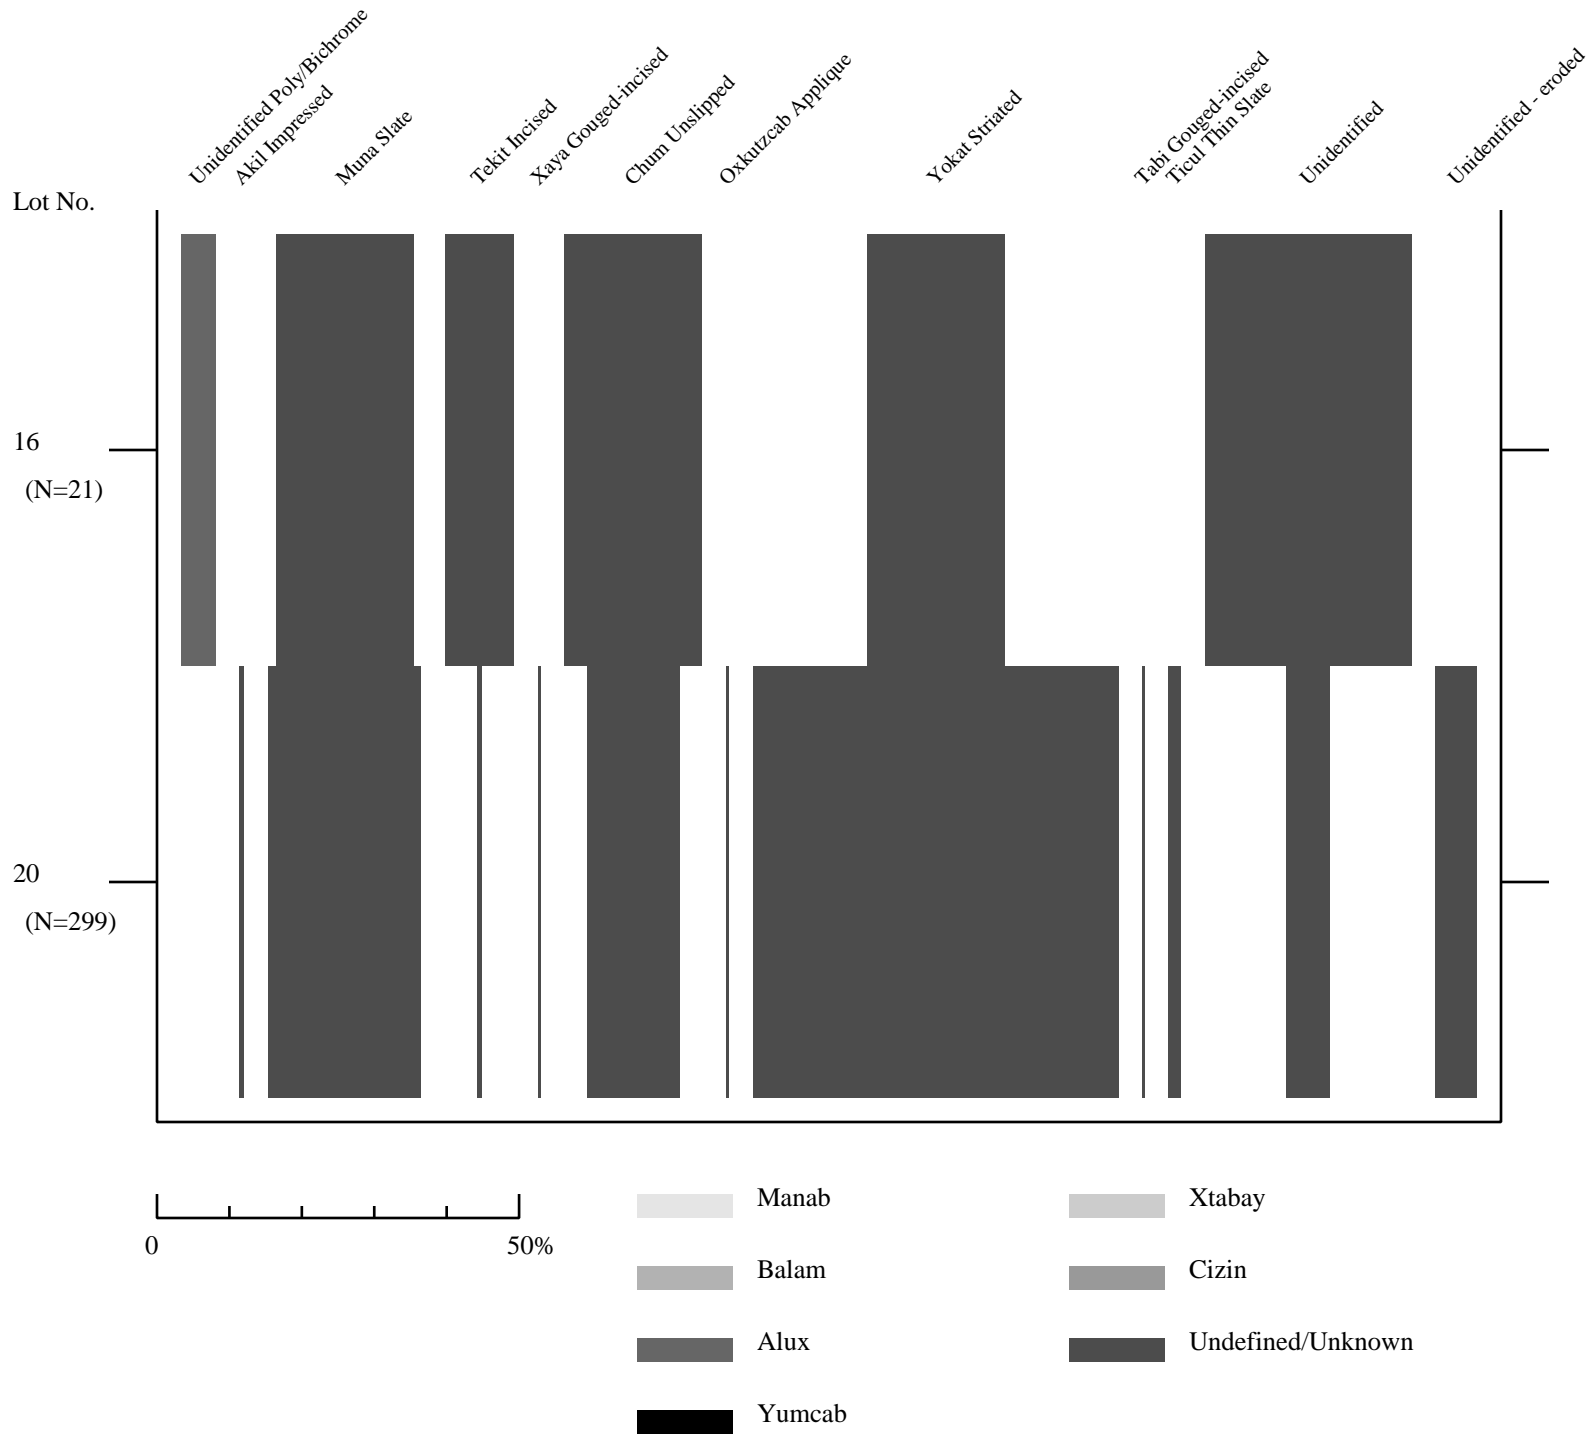 Unidentified Poly/Bichrome
Akil Impressed
Muna Slate
Tekit Incised
Xaya Gouged-incised
Chum Unslipped
Oxkutzcab Applique
Yokat Striated
Tabi Gouged-incised
Ticul Thin Slate
Unidentified
Unidentified - eroded
Lot No.
16
(N=21)
20
(N=299)
0 50%
Manab
Xtabay
Balam
Cizin
Alux
Undefined/Unknown
Yumcab